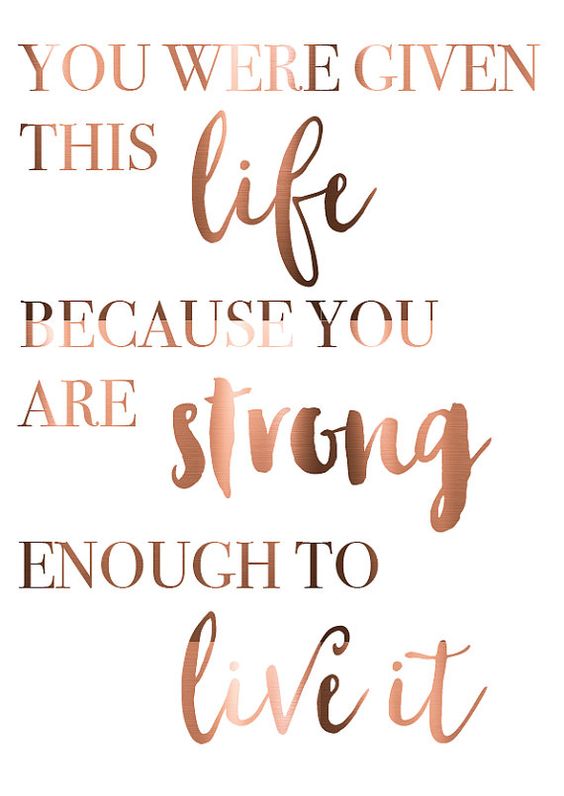 YOU WERE GIVEN
THIS life
BECAUSE YOU
ARE strong
ENOUGH TO
live it